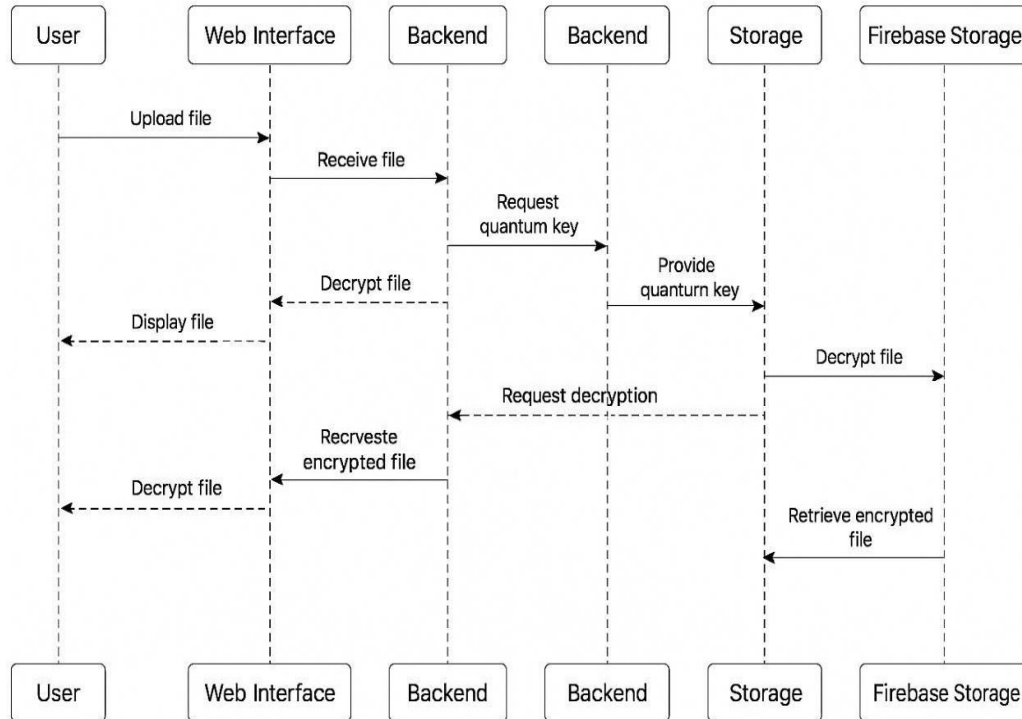 User
Web Interface
Backend
Backend
Storage
Firebase Storage
Upload file
Receive file
Request
quantum key
Provide
quanturn key
Decrypt file
Display file
Decrypt file
Request decryption
Recrveste
encrypted file
Decrypt file
Retrieve encrypted
file
User
Web Interface
Backend
Backend
Storage
Firebase Storage